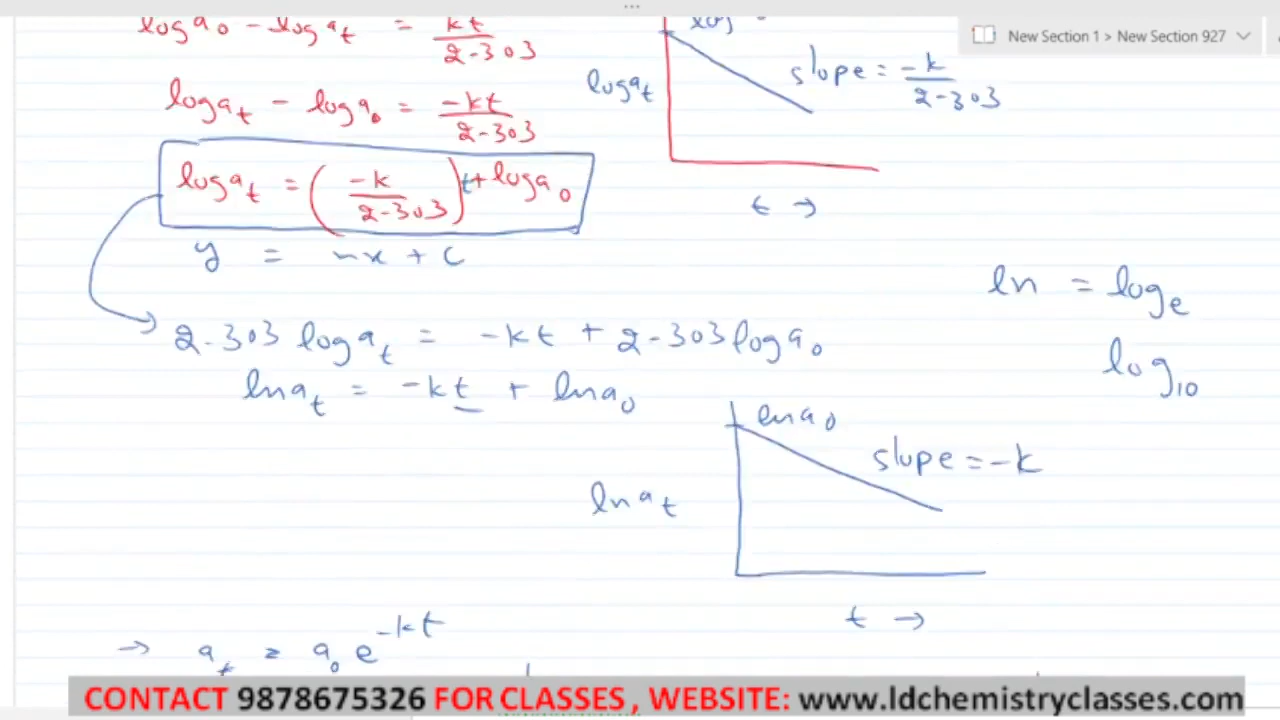 log a₀ - log aₜ = kt/2-303
slope = -k/2-303
log aₜ
log aₜ - log a₀ = -kt/2-303
log aₜ = (-k/2-303)t + log a₀
t →
y = mx + c
ln = logₑ
2-303 log aₜ = -kt + 2-303 log a₀
log₁₀
ln aₜ = -kt + ln a₀
ln a₀
slope = -k
ln aₜ
t →
→ aₜ = a₀ e^-kt
New Section 1 > New Section 927
CONTACT 9878675326 FOR CLASSES , WEBSITE: www.ldchemistryclasses.com